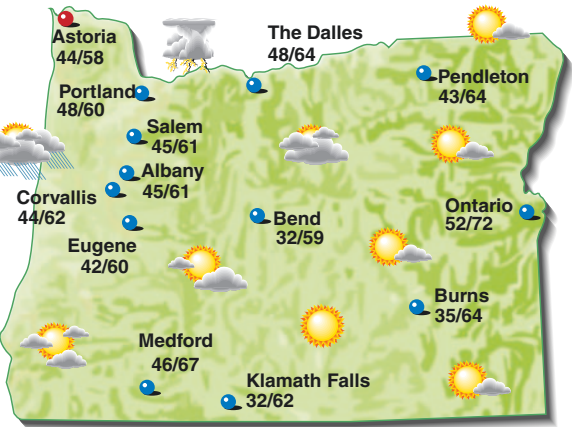 Astoria
44/58
The Dalles
48/64
Portland
48/60
Pendleton
43/64
Salem
45/61
Albany
45/61
Corvallis
44/62
Ontario
52/72
Bend
32/59
Eugene
42/60
Burns
35/64
Medford
46/67
Klamath Falls
32/62